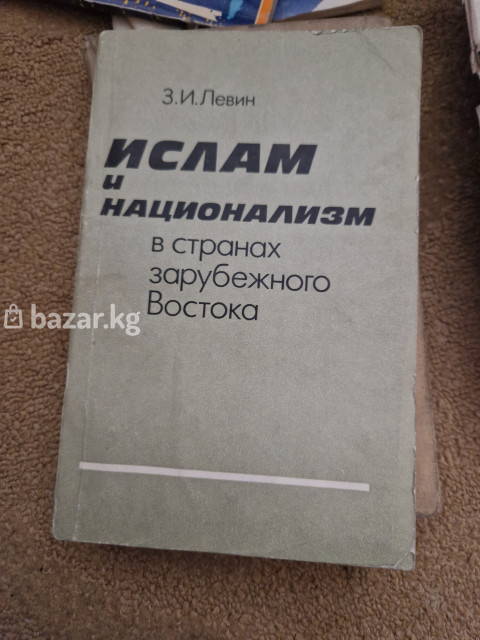 З.И.Левин
ИСЛАМ
и
НАЦИОНАЛИЗМ
в странах
зарубежного
Востока
bazar.kg